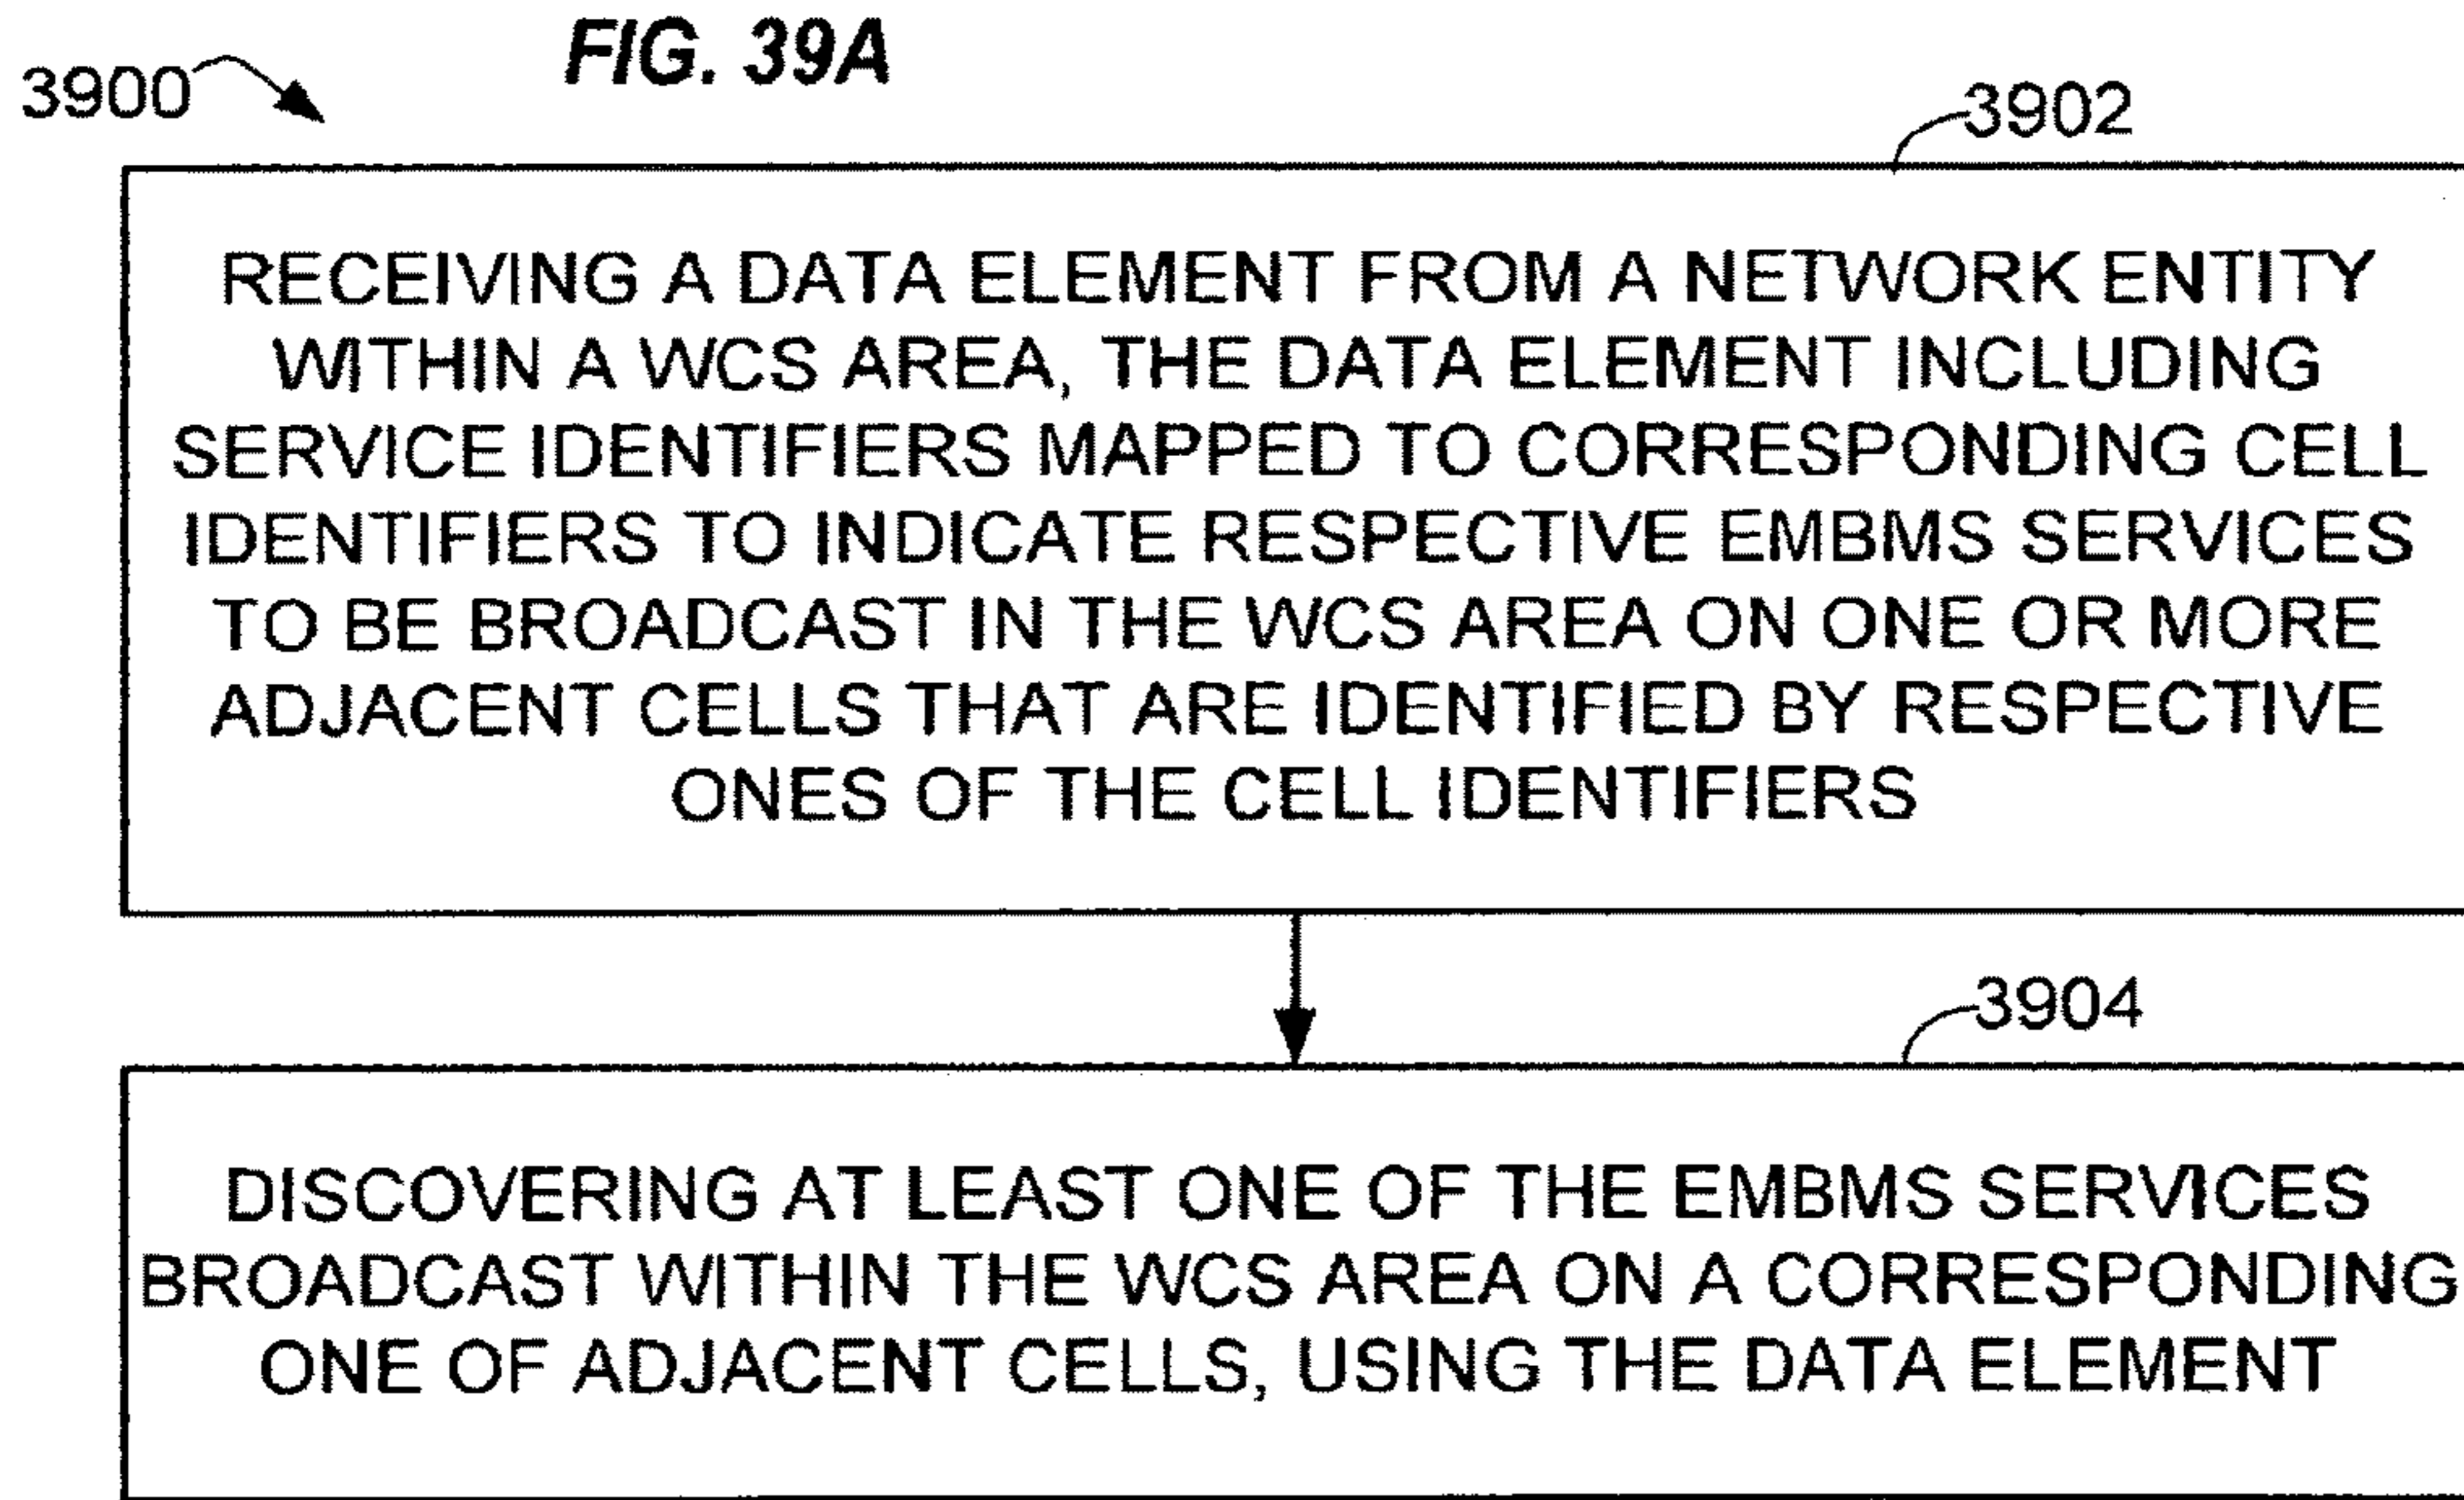 FIG. 39A
3900
3902
RECEIVING A DATA ELEMENT FROM A NETWORK ENTITY
WITHIN A WCS AREA, THE DATA ELEMENT INCLUDING
SERVICE IDENTIFIERS MAPPED TO CORRESPONDING CELL
IDENTIFIERS TO INDICATE RESPECTIVE EMBMS SERVICES
TO BE BROADCAST IN THE WCS AREA ON ONE OR MORE
ADJACENT CELLS THAT ARE IDENTIFIED BY RESPECTIVE
ONES OF THE CELL IDENTIFIERS
3904
DISCOVERING AT LEAST ONE OF THE EMBMS SERVICES
BROADCAST WITHIN THE WCS AREA ON A CORRESPONDING
ONE OF ADJACENT CELLS, USING THE DATA ELEMENT